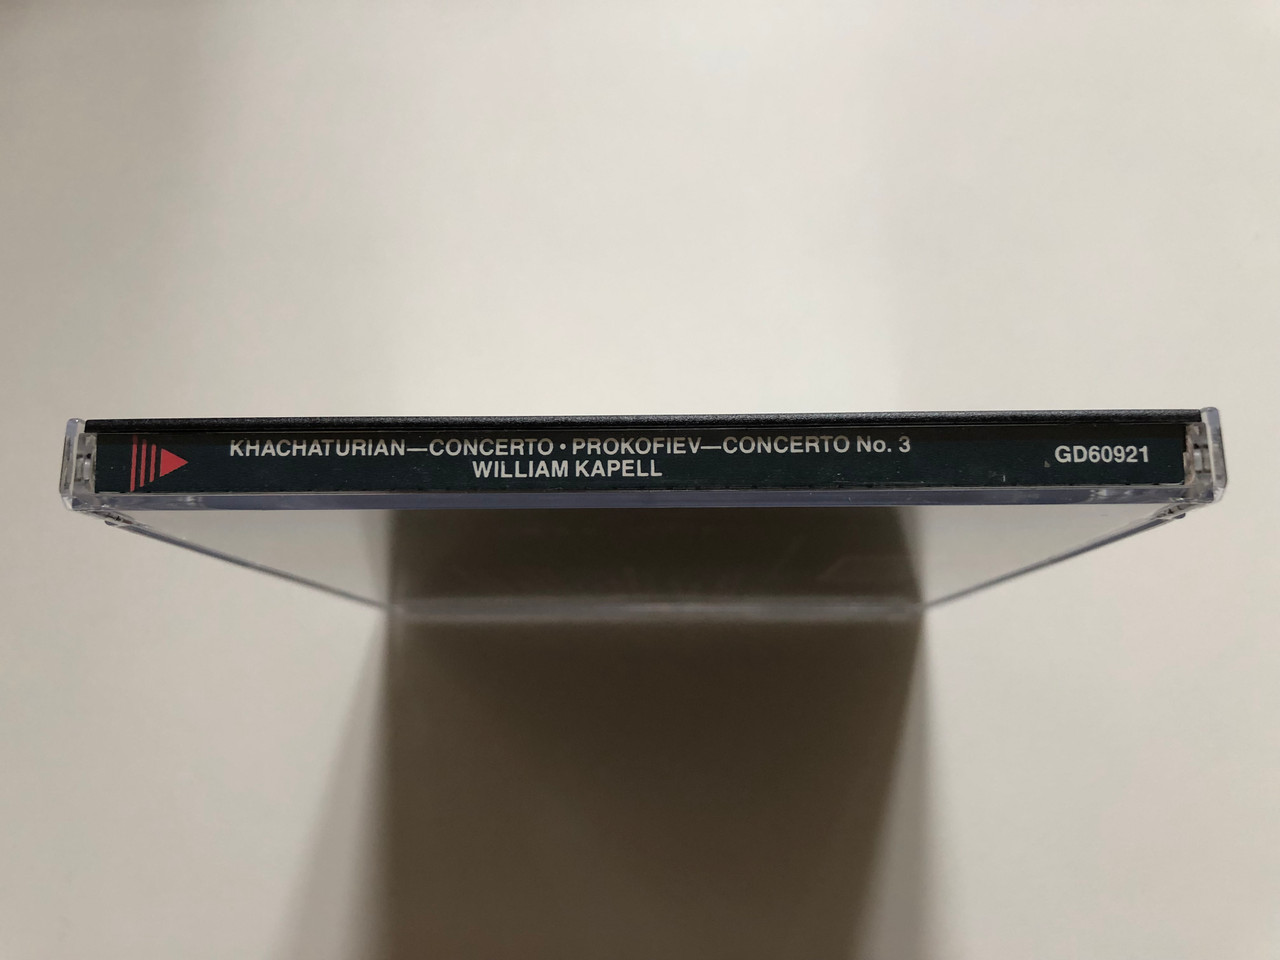 KHACHATURIAN—CONCERTO • PROKOFIEV—CONCERTO No. 3
WILLIAM KAPELL
GD60921